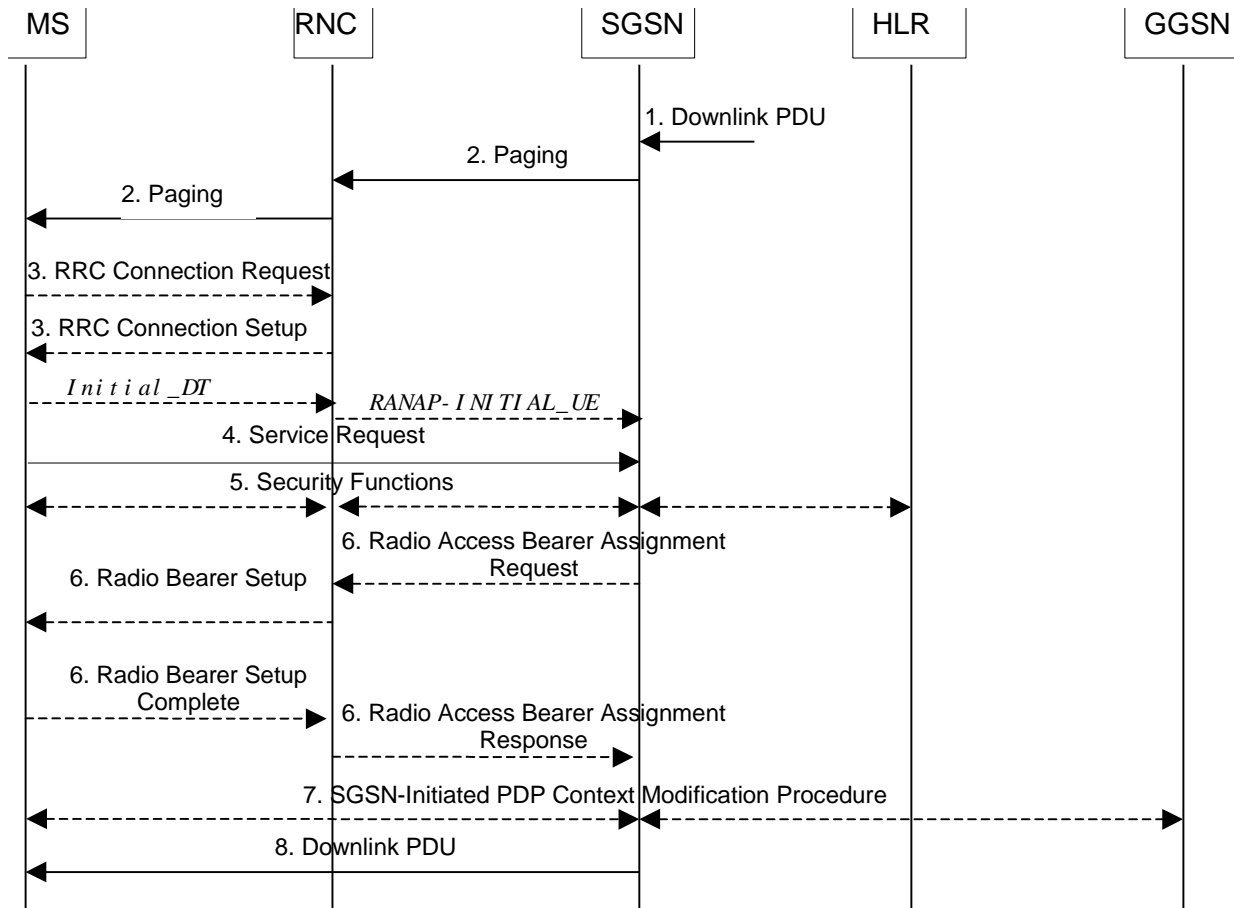 MS
RNC
SGSN
HLR
GGSN
1. Downlink PDU
2. Paging
2. Paging
3. RRC Connection Request
3. RRC Connection Setup
Initial_DT
RANAP-INITIAL_UE
4. Service Request
5. Security Functions
6. Radio Access Bearer Assignment
Request
6. Radio Bearer Setup
6. Radio Bearer Setup
Complete
6. Radio Access Bearer Assignment
Response
7. SGSN-Initiated PDP Context Modification Procedure
8. Downlink PDU